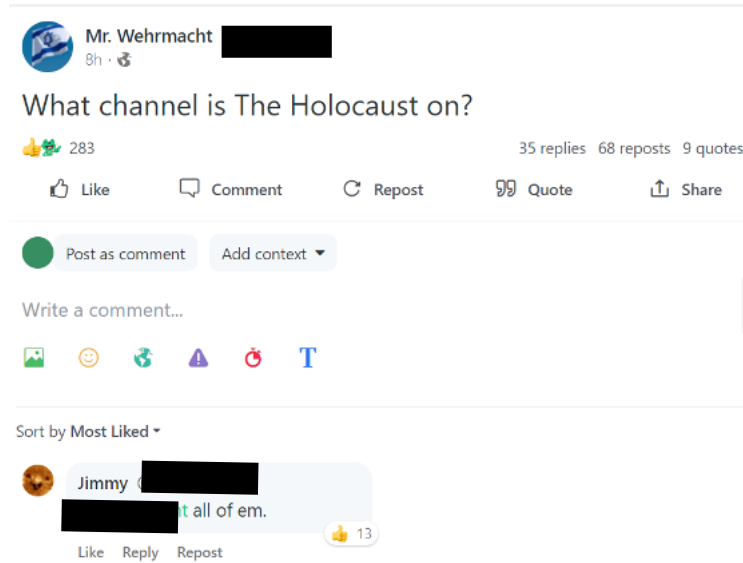 Mr. Wehrmacht
8h ·
What channel is The Holocaust on?
283 35 replies 68 reposts 9 quotes
Like Comment Repost Quote Share
Post as comment Add context
Write a comment...
T
Sort by Most Liked
Jimmy
all of em.
13
Like Reply Repost